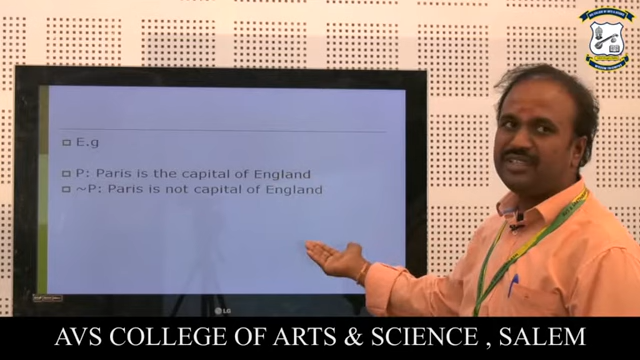 E.g
P: Paris is the capital of England
~P: Paris is not capital of England
LG
AVS COLLEGE OF ARTS & SCIENCE , SALEM